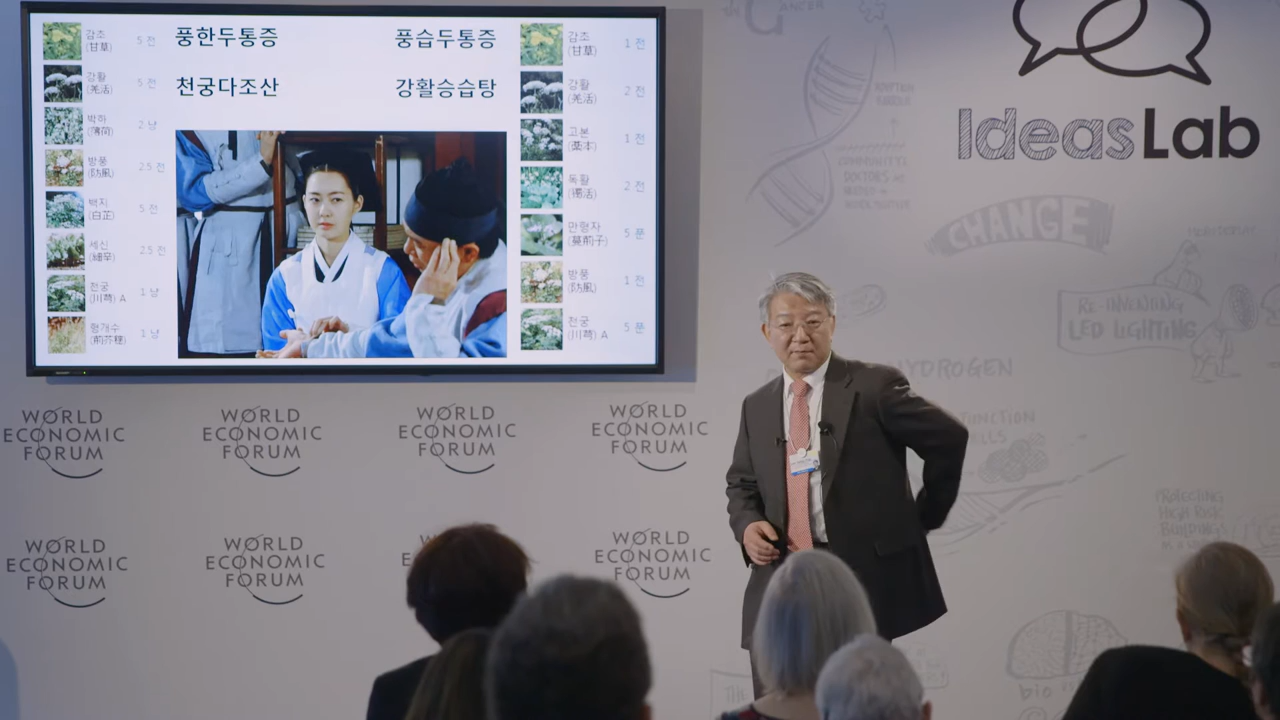 감초
(甘草)
5 전
강활
(羌活)
5 전
박하
(薄荷)
2 냥
방풍
(防風)
2.5 전
백지
(白芷)
5 전
세신
(細辛)
2.5 전
천궁
(川芎) A
1 냥
형개수
(荊芥穗)
1 냥
풍한두통증
풍습두통증
천궁다조산
강활승습탕
감초
(甘草)
1 전
강활
(羌活)
2 전
고본
(藁本)
1 전
독활
(獨活)
2 전
만형자
(蔓荊子)
5 푼
방풍
(防風)
1 전
천궁
(川芎) A
5 푼
Ideas Lab
CHANGE
RE-INVENING
LED LIGHTING
HYDROGEN
PROTECTING
HIGH RISK
BUILDINGS
WORLD
ECONOMIC
FORUM
WORLD
ECONOMIC
FORUM
WORLD
ECONOMIC
FORUM
WORLD
ECONOMIC
FORUM
WORLD
ECONOMIC
FORUM
WORLD
ECONOMIC
FORUM
WORLD
ECONOMIC
FORUM
THE
bio